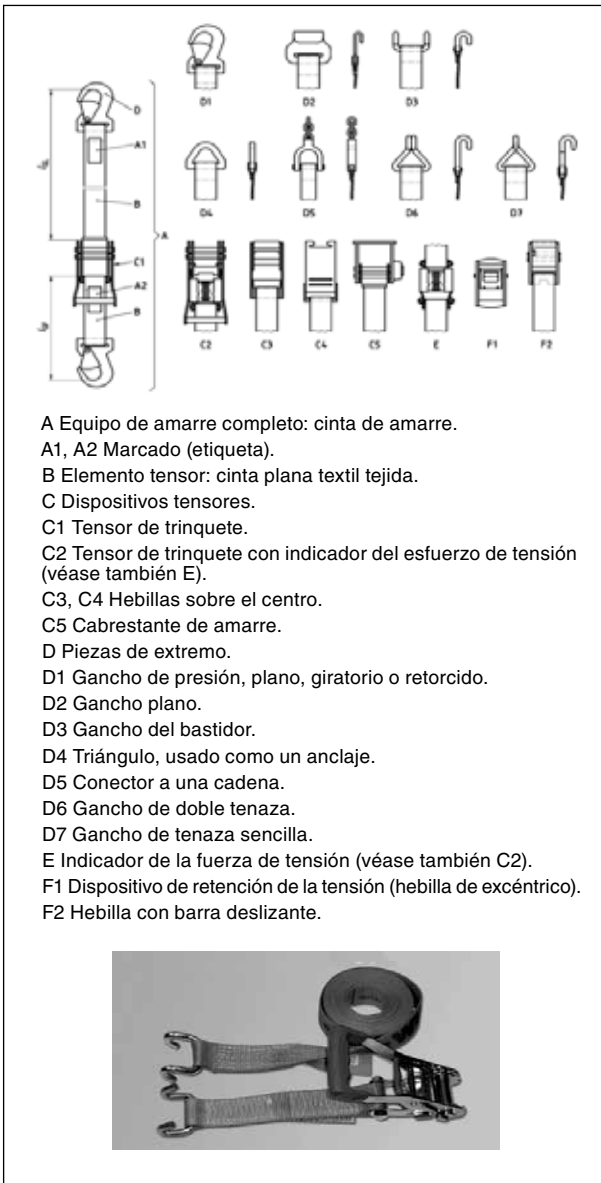 D1
D2
D3
D
A1
B
A
D4
D5
D6
D7
C1
A2
B
C2
C3
C4
C5
E
F1
F2
A Equipo de amarre completo: cinta de amarre.
A1, A2 Marcado (etiqueta).
B Elemento tensor: cinta plana textil tejida.
C Dispositivos tensores.
C1 Tensor de trinquete.
C2 Tensor de trinquete con indicador del esfuerzo de tensión
(véase también E).
C3, C4 Hebillas sobre el centro.
C5 Cabrestante de amarre.
D Piezas de extremo.
D1 Gancho de presión, plano, giratorio o retorcido.
D2 Gancho plano.
D3 Gancho del bastidor.
D4 Triángulo, usado como un anclaje.
D5 Conector a una cadena.
D6 Gancho de doble tenaza.
D7 Gancho de tenaza sencilla.
E Indicador de la fuerza de tensión (véase también C2).
F1 Dispositivo de retención de la tensión (hebilla de excéntrico).
F2 Hebilla con barra deslizante.